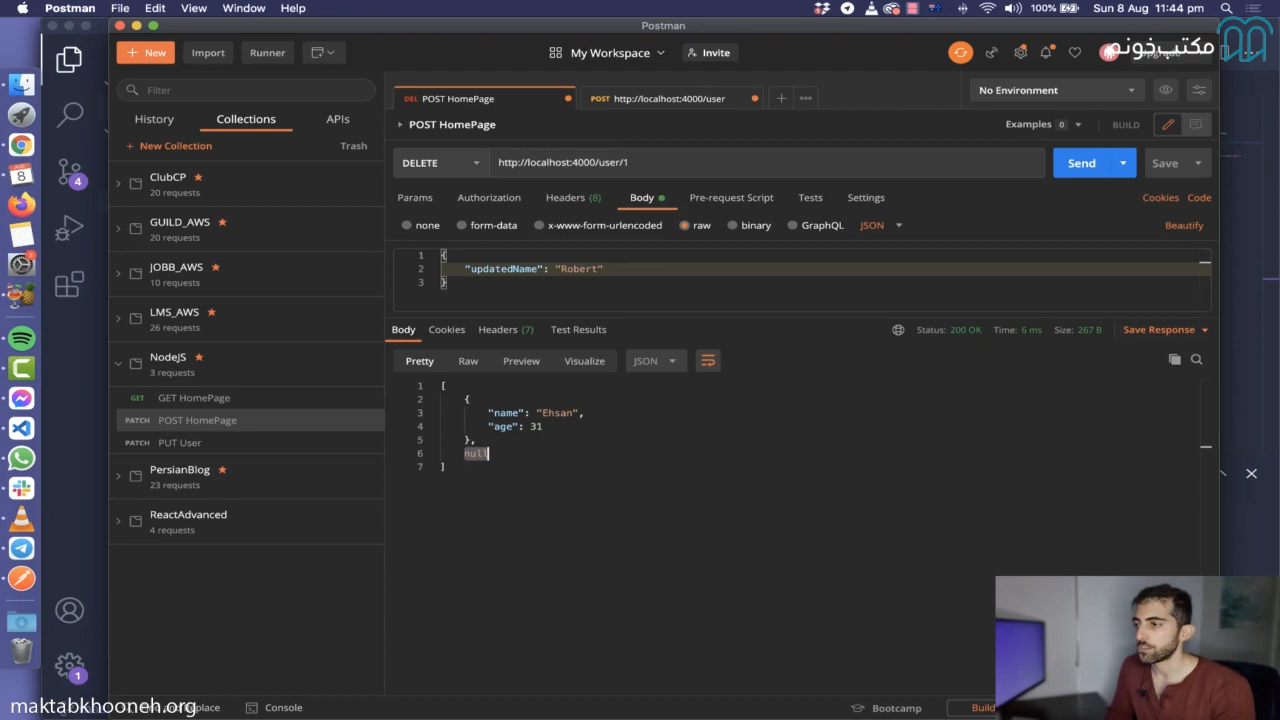 Postman File Edit View Window Help 100% Sun 8 Aug 11:44 pm
Postman
مکتب‌خونه
New Import Runner My Workspace Invite
Filter
History Collections APIs
New Collection Trash
ClubCP
20 requests
GUILD_AWS
20 requests
JOBB_AWS
10 requests
LMS_AWS
26 requests
NodeJS
3 requests
GET GET HomePage
PATCH POST HomePage
PATCH PUT User
PersianBlog
23 requests
ReactAdvanced
4 requests
DEL POST HomePage POST http://localhost:4000/user No Environment
POST HomePage Examples 0 BUILD
DELETE http://localhost:4000/user/1 Send Save
Params Authorization Headers (8) Body Pre-request Script Tests Settings Cookies Code
none form-data x-www-form-urlencoded raw binary GraphQL JSON Beautify
1 {
2 "updatedName": "Robert"
3 }
Body Cookies Headers (7) Test Results Status: 200 OK Time: 6 ms Size: 267 B Save Response
Pretty Raw Preview Visualize JSON
1 [
2 {
3 "name": "Ehsan",
4 "age": 31
5 },
6 null
7 ]
4
8
2
1
maktabkhooneh.org
Console Bootcamp Build